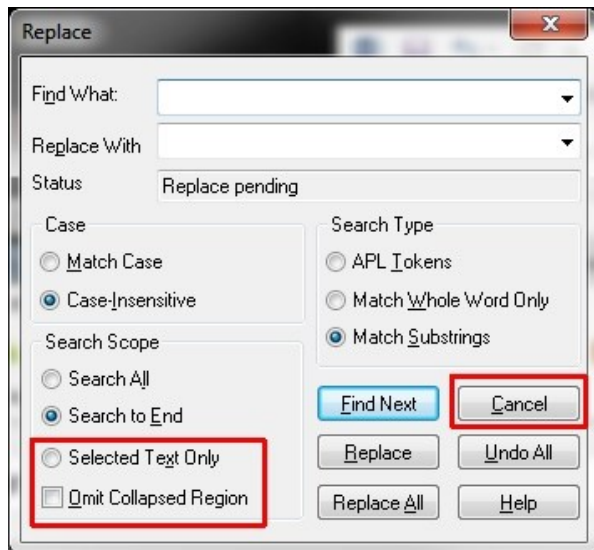 Replace
Find What:
Replace With
Status
Replace pending
Case
Match Case
Case-Insensitive
Search Type
APL Tokens
Match Whole Word Only
Match Substrings
Search Scope
Search All
Search to End
Selected Text Only
Omit Collapsed Region
Find Next
Cancel
Replace
Undo All
Replace All
Help